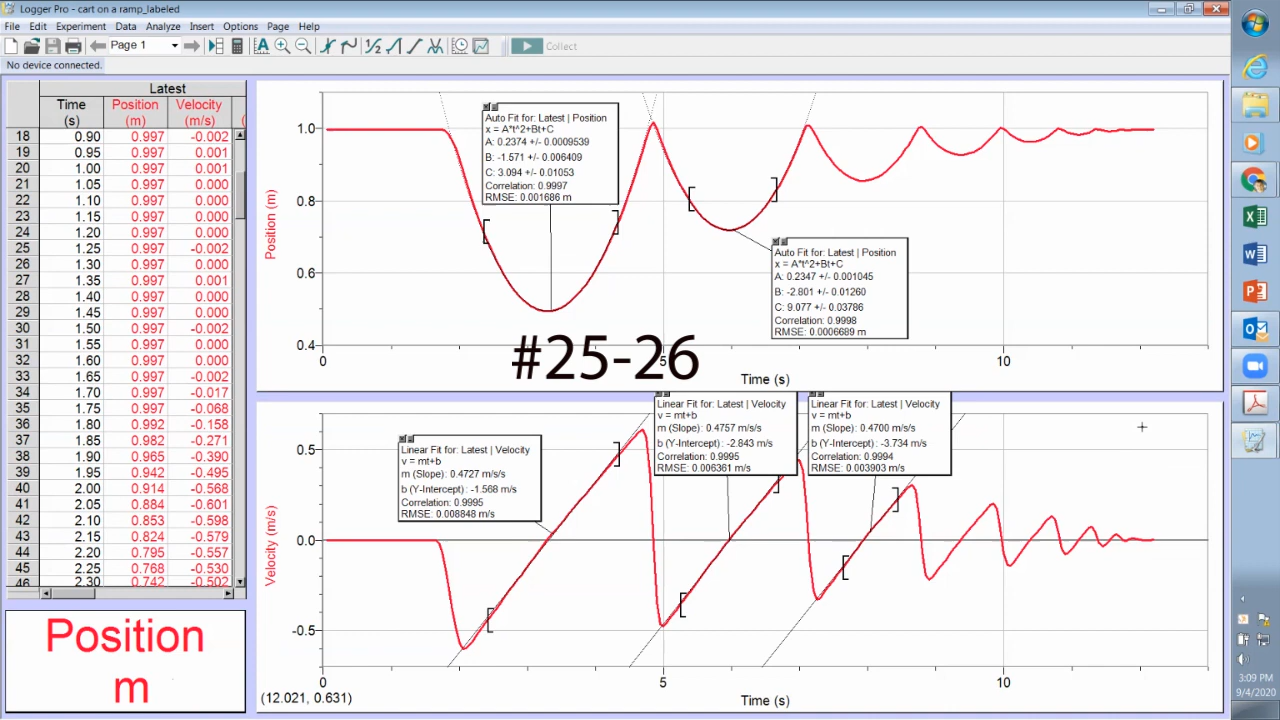 Logger Pro - cart on a ramp_labeled
File Edit Experiment Data Analyze Insert Options Page Help
Page 1
Collect
No device connected.
Latest
Time Position Velocity
(s) (m) (m/s)
18 0.90 0.997 -0.002
19 0.95 0.997 0.001
20 1.00 0.997 0.001
21 1.05 0.997 0.000
22 1.10 0.997 0.000
23 1.15 0.997 0.000
24 1.20 0.997 0.000
25 1.25 0.997 -0.002
26 1.30 0.997 0.000
27 1.35 0.997 0.001
28 1.40 0.997 0.000
29 1.45 0.997 0.000
30 1.50 0.997 -0.002
31 1.55 0.997 0.000
32 1.60 0.997 0.000
33 1.65 0.997 -0.002
34 1.70 0.997 -0.017
35 1.75 0.997 -0.068
36 1.80 0.992 -0.158
37 1.85 0.982 -0.271
38 1.90 0.965 -0.390
39 1.95 0.942 -0.495
40 2.00 0.914 -0.568
41 2.05 0.884 -0.601
42 2.10 0.853 -0.598
43 2.15 0.824 -0.579
44 2.20 0.795 -0.557
45 2.25 0.768 -0.530
46 2.30 0.742 -0.502
Position
m
Position (m)
1.0
0.8
0.6
0.4
Auto Fit for: Latest | Position
x = A*t^2+Bt+C
A: 0.2374 +/- 0.0009539
B: -1.571 +/- 0.006409
C: 3.094 +/- 0.01053
Correlation: 0.9997
RMSE: 0.001686 m
Auto Fit for: Latest | Position
x = A*t^2+Bt+C
A: 0.2347 +/- 0.001045
B: -2.801 +/- 0.01260
C: 9.077 +/- 0.03786
Correlation: 0.9998
RMSE: 0.0006689 m
0 5 10
#25-26
Time (s)
Velocity (m/s)
0.5
0.0
-0.5
Linear Fit for: Latest | Velocity
v = mt+b
m (Slope): 0.4727 m/s/s
b (Y-Intercept): -1.568 m/s
Correlation: 0.9995
RMSE: 0.008848 m/s
Linear Fit for: Latest | Velocity
v = mt+b
m (Slope): 0.4757 m/s/s
b (Y-Intercept): -2.843 m/s
Correlation: 0.9995
RMSE: 0.006361 m/s
Linear Fit for: Latest | Velocity
v = mt+b
m (Slope): 0.4700 m/s/s
b (Y-Intercept): -3.734 m/s
Correlation: 0.9994
RMSE: 0.003903 m/s
0 5 10
(12.021, 0.631)
Time (s)
3:09 PM
9/4/2020